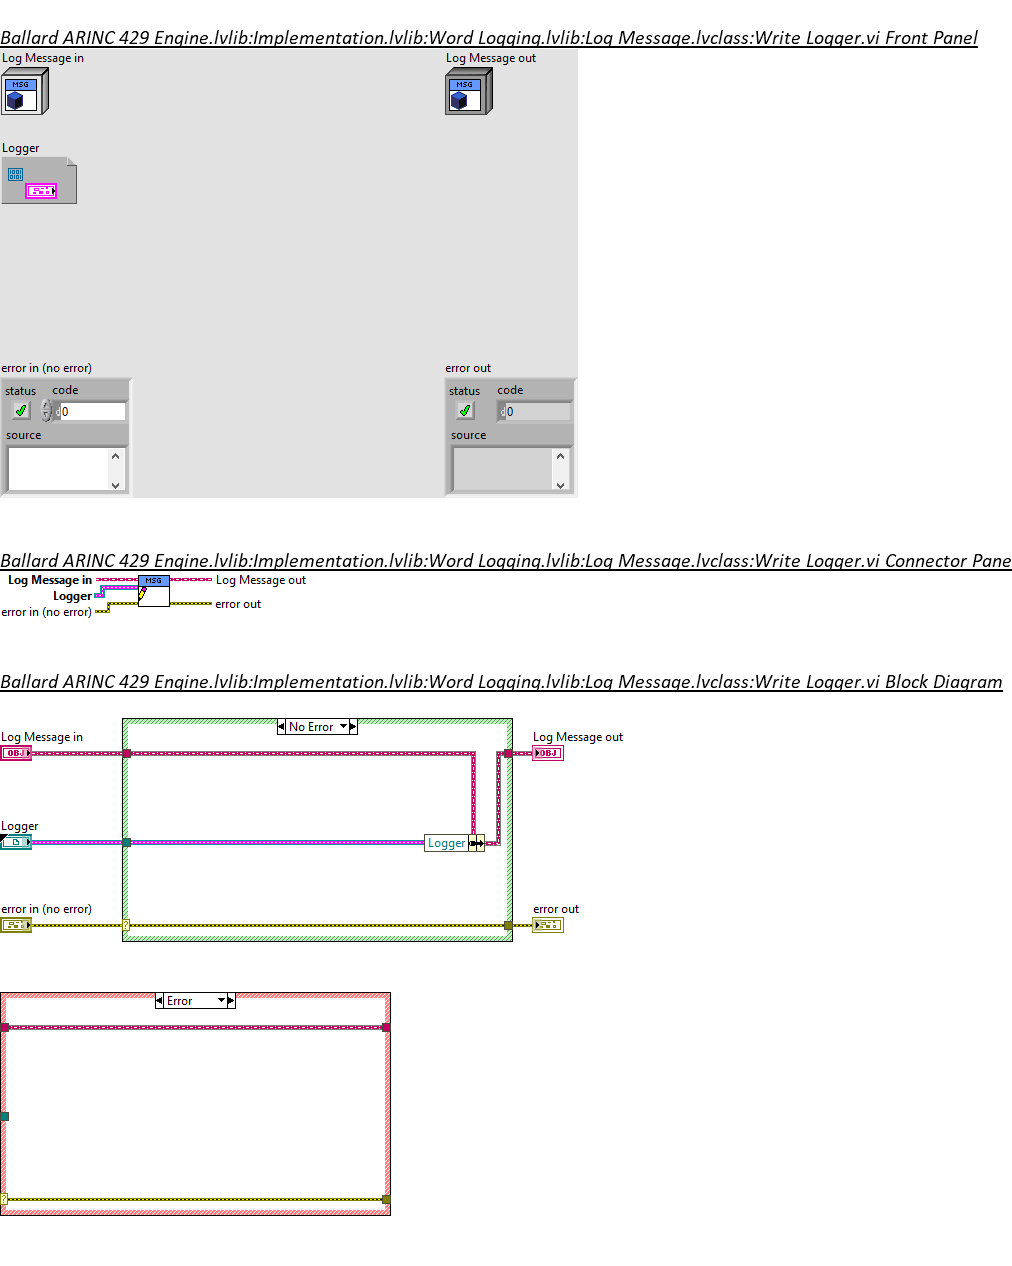 Ballard ARINC 429 Engine.lvlib:Implementation.lvlib:Word Logging.lvlib:Log Message.lvclass:Write Logger.vi Front Panel
Log Message in
Log Message out
MSG
MSG
Logger
error in (no error)
error out
status code
status code
d 0
d 0
source
source
Ballard ARINC 429 Engine.lvlib:Implementation.lvlib:Word Logging.lvlib:Log Message.lvclass:Write Logger.vi Connector Pane
Log Message in
MSG
Log Message out
Logger
error in (no error)
error out
Ballard ARINC 429 Engine.lvlib:Implementation.lvlib:Word Logging.lvlib:Log Message.lvclass:Write Logger.vi Block Diagram
No Error
Log Message in
Log Message out
OBJ
OBJ
Logger
Logger
error in (no error)
error out
?
Error
?